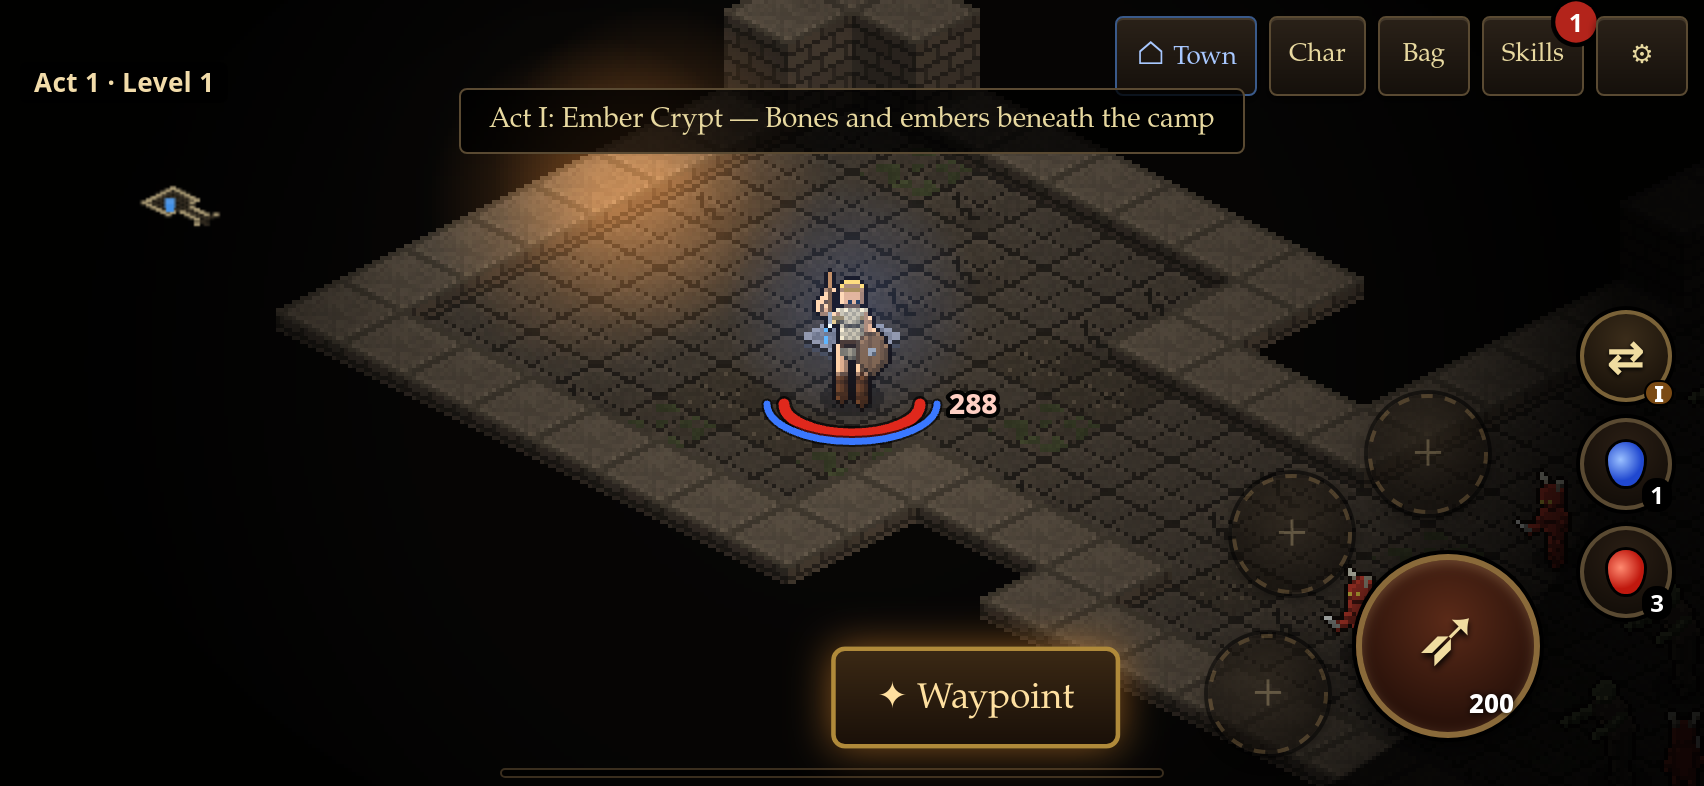 Act 1 · Level 1
Town
Char
Bag
Skills
1
Act I: Ember Crypt — Bones and embers beneath the camp
288
I
1
3
200
Waypoint